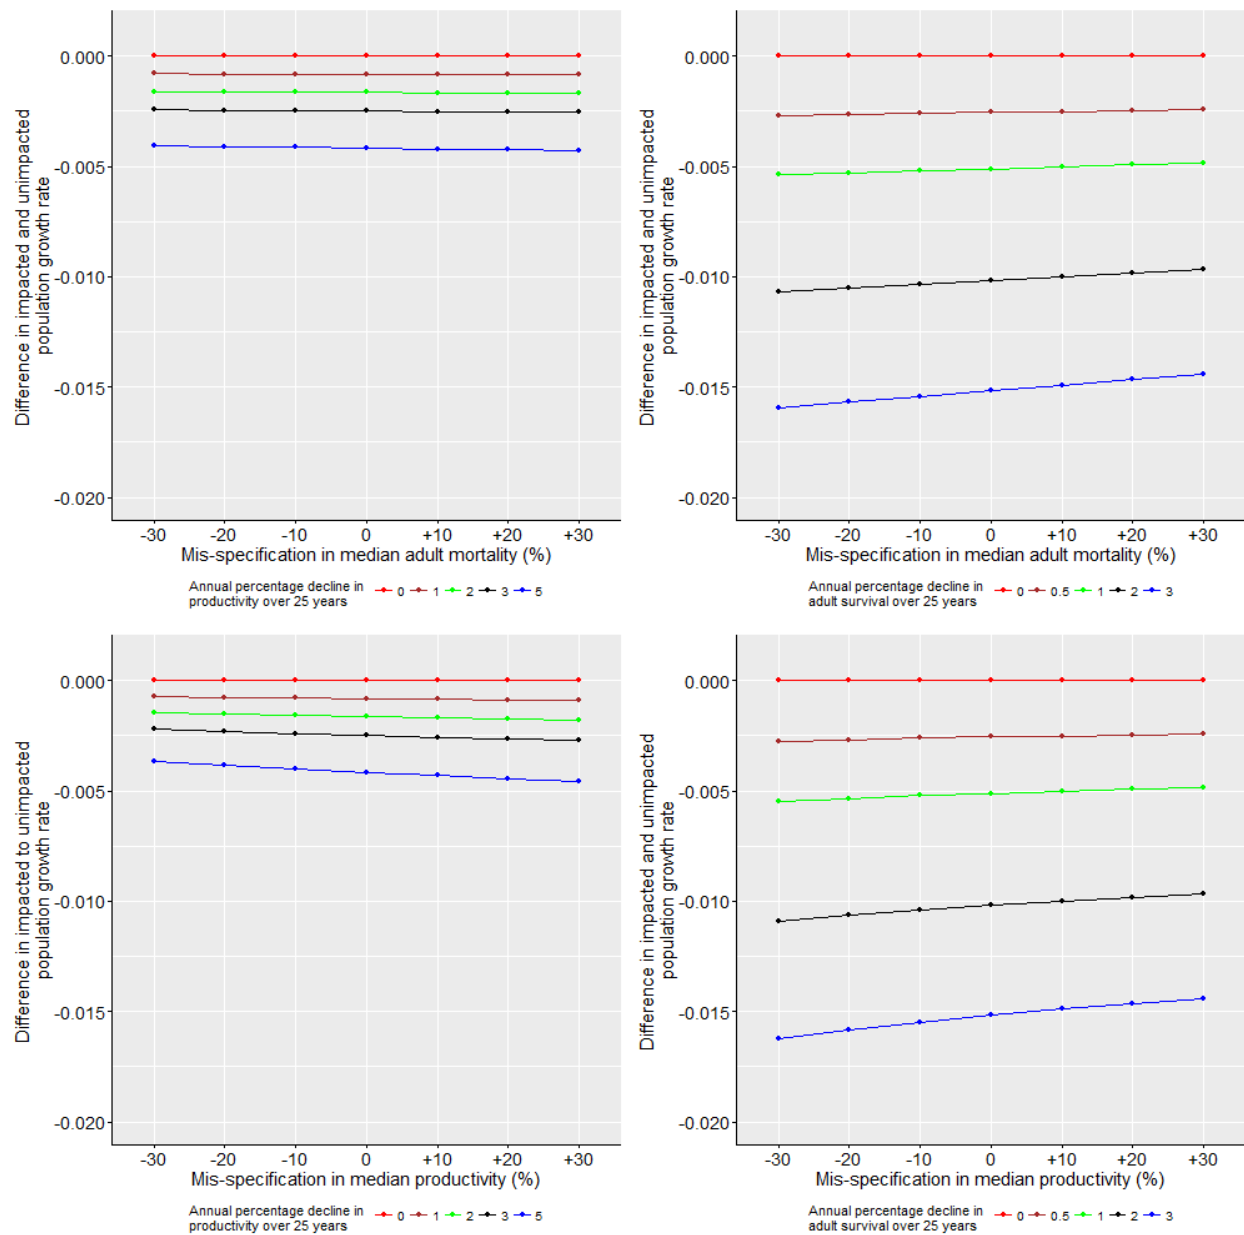 Difference in impacted and unimpacted
population growth rate
0.000
-0.005
-0.010
-0.015
-0.020
-30 -20 -10 0 +10 +20 +30
Mis-specification in median adult mortality (%)
Annual percentage decline in
productivity over 25 years
0 1 2 3 5
Difference in impacted and unimpacted
population growth rate
0.000
-0.005
-0.010
-0.015
-0.020
-30 -20 -10 0 +10 +20 +30
Mis-specification in median adult mortality (%)
Annual percentage decline in
adult survival over 25 years
0 0.5 1 2 3
Difference in impacted to unimpacted
population growth rate
0.000
-0.005
-0.010
-0.015
-0.020
-30 -20 -10 0 +10 +20 +30
Mis-specification in median productivity (%)
Annual percentage decline in
productivity over 25 years
0 1 2 3 5
Difference in impacted and unimpacted
population growth rate
0.000
-0.005
-0.010
-0.015
-0.020
-30 -20 -10 0 +10 +20 +30
Mis-specification in median productivity (%)
Annual percentage decline in
adult survival over 25 years
0 0.5 1 2 3